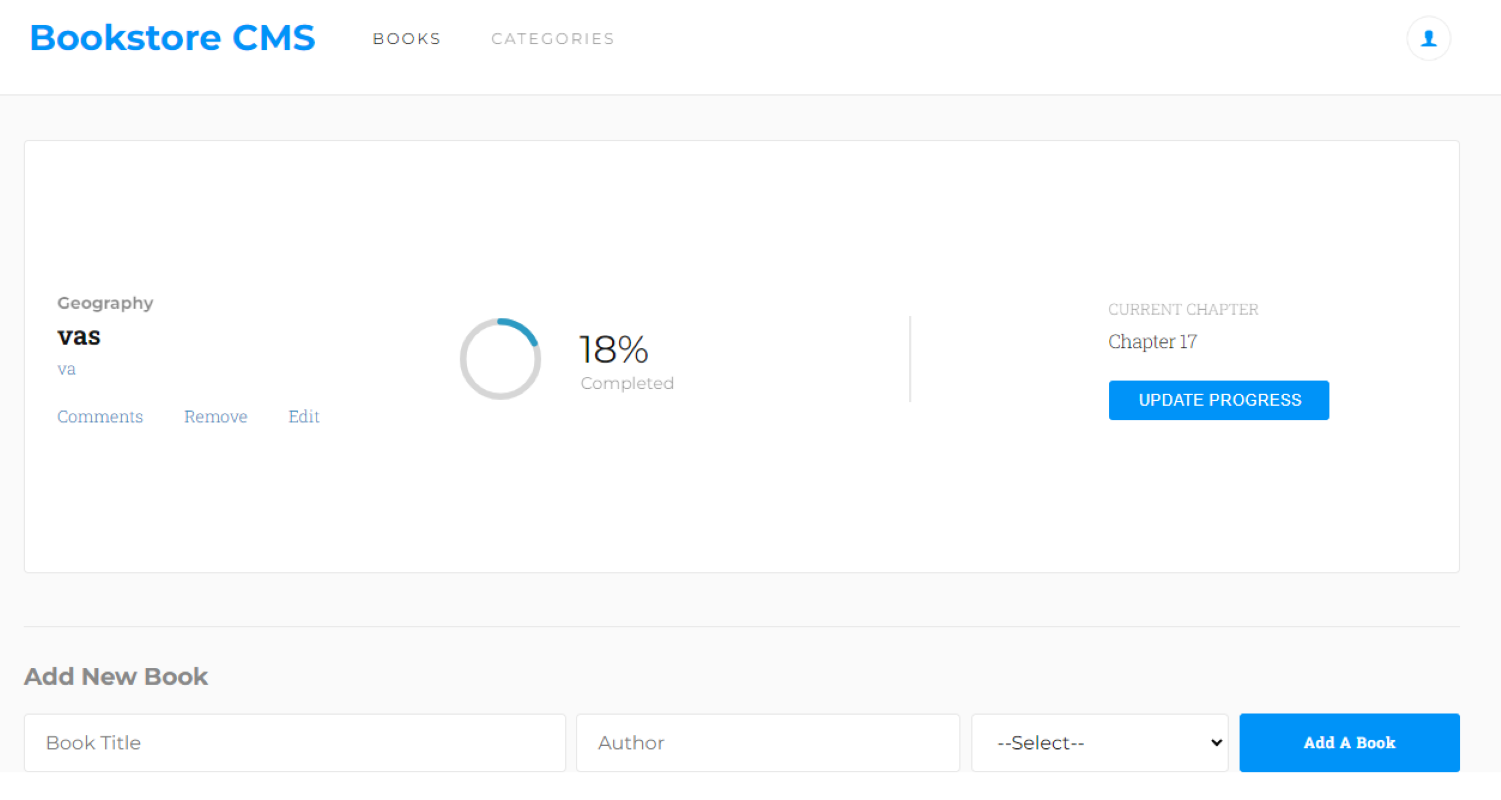 Bookstore CMS BOOKS CATEGORIES
Geography
vas
va
Comments Remove Edit
18%
Completed
CURRENT CHAPTER
Chapter 17
UPDATE PROGRESS
Add New Book
Book Title Author --Select-- Add A Book